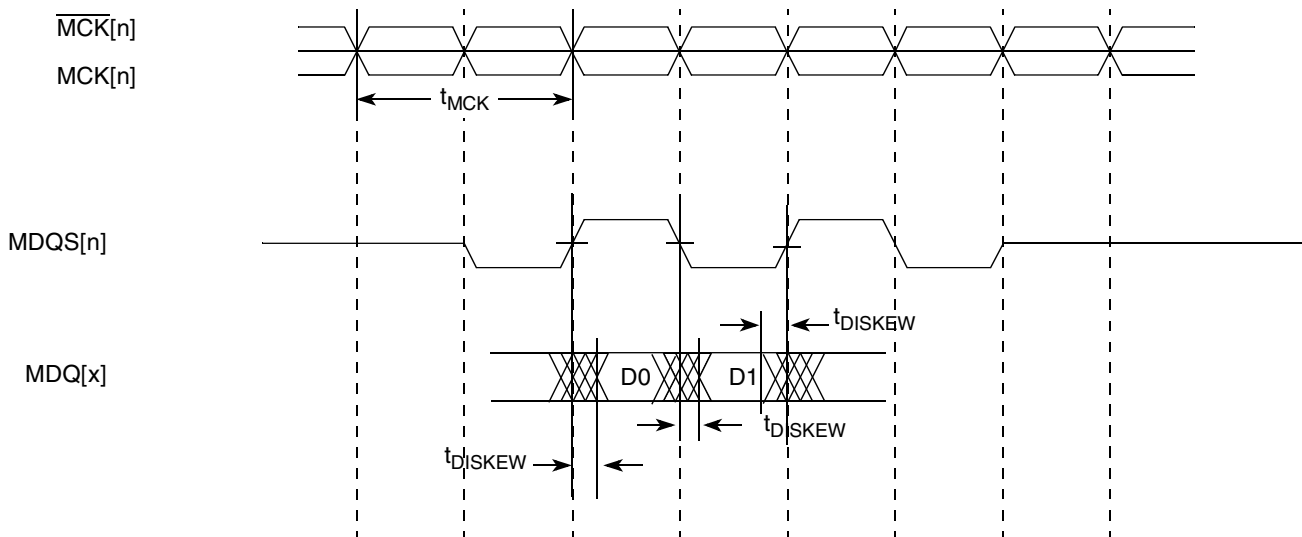 MCK[n]
MCK[n]
tMCK
MDQS[n]
tDISKEW
MDQ[x]
D0
D1
tDISKEW
tDISKEW